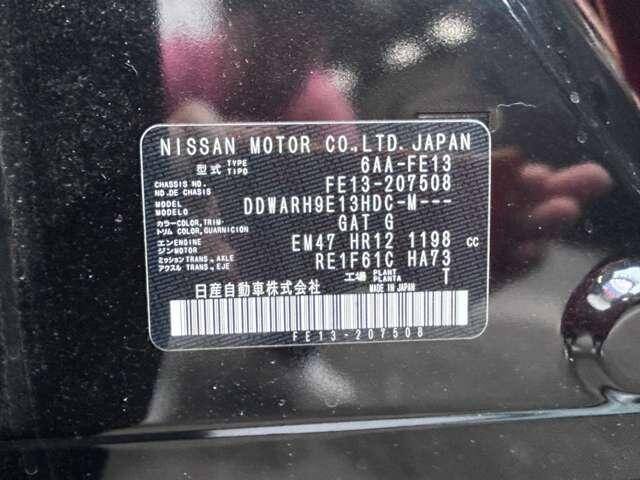 NISSAN MOTOR CO.,LTD. JAPAN
型式 TYPE TIPO 6AA-FE13
CHASSIS NO. NO. DE CHASIS FE13-207508
MODEL MODELO DDWARH9E13HDC-M---
カラー COLOR, TRIM トリム COLOR, GUARNICION GAT G
エンジン ENGINE MOTOR EM47 HR12 1198 cc
ミッション TRANS., AXLE アクスル TRANS., EJE RE1F61C HA73
工場 PLANT PLANTA T
日産自動車株式会社 MADE IN JAPAN
FE13-207508